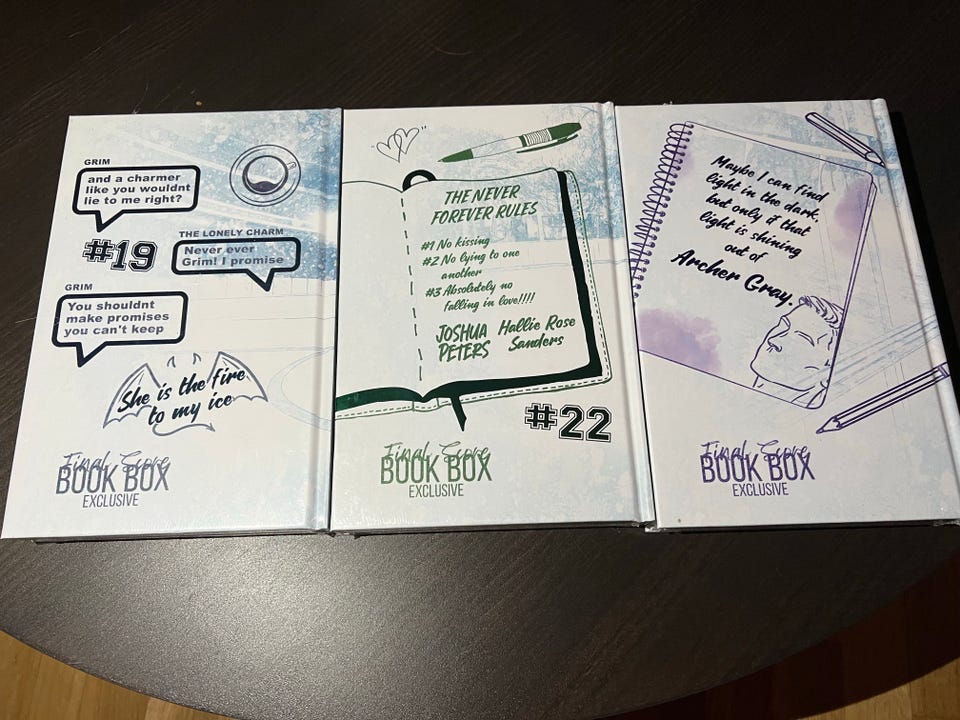 GRIM
and a charmer
like you wouldnt
lie to me right?
#19
THE LONELY CHARM
Never ever
Grim! I promise
GRIM
You shouldnt
make promises
you can't keep
She is the fire
to my ice
Final Score
BOOK BOX
EXCLUSIVE
THE NEVER
FOREVER RULES
#1 No kissing
#2 No lying to one
another
#3 Absolutely no
falling in love!!!!
JOSHUA
PETERS
Hallie Rose
Sanders
#22
Final Score
BOOK BOX
EXCLUSIVE
Maybe I can find
light in the dark,
but only if that
light is shining
out of
Archer Gray.
Final Score
BOOK BOX
EXCLUSIVE